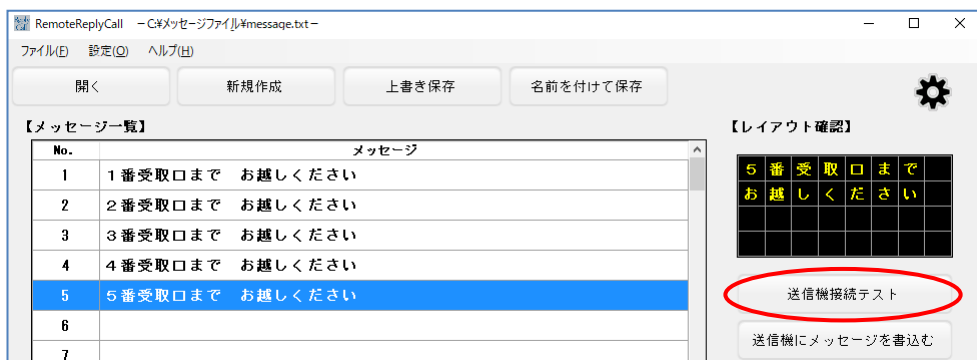 RemoteReplyCall －C:¥メッセージファイル¥message.txt－
ファイル(F) 設定(O) ヘルプ(H)
開く 新規作成 上書き保存 名前を付けて保存
【メッセージ一覧】
No. メッセージ
1 １番受取口まで　お越しください
2 ２番受取口まで　お越しください
3 ３番受取口まで　お越しください
4 ４番受取口まで　お越しください
5 ５番受取口まで　お越しください
6
7
【レイアウト確認】
５番受取口まで
お越しください
送信機接続テスト
送信機にメッセージを書込む